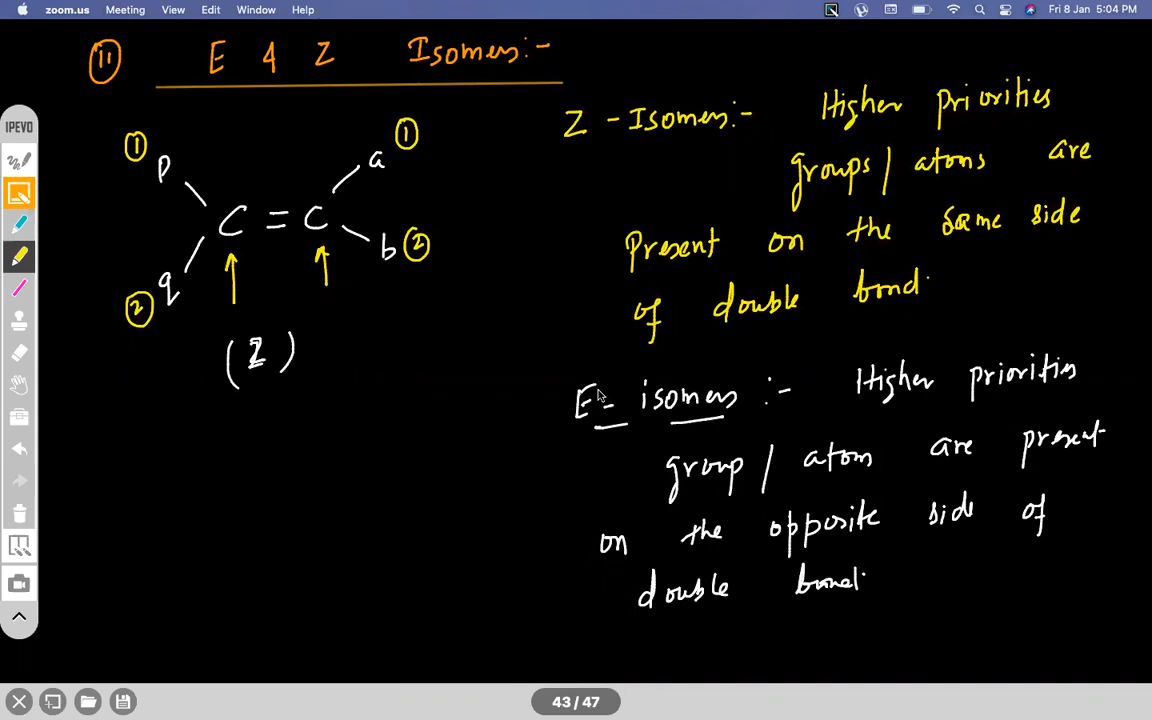 zoom.us Meeting View Edit Window Help Fri 8 Jan 5:04 PM
11 E & Z Isomers:-
IPEVO
1 p a 1
C = C
2 q b 2
(Z)
Z - Isomers:- Higher priorities
groups/atoms are
Present on the same side
of double bond.
E- isomers :- Higher priorities
group/atom are present
on the opposite side of
double bond.
43 / 47